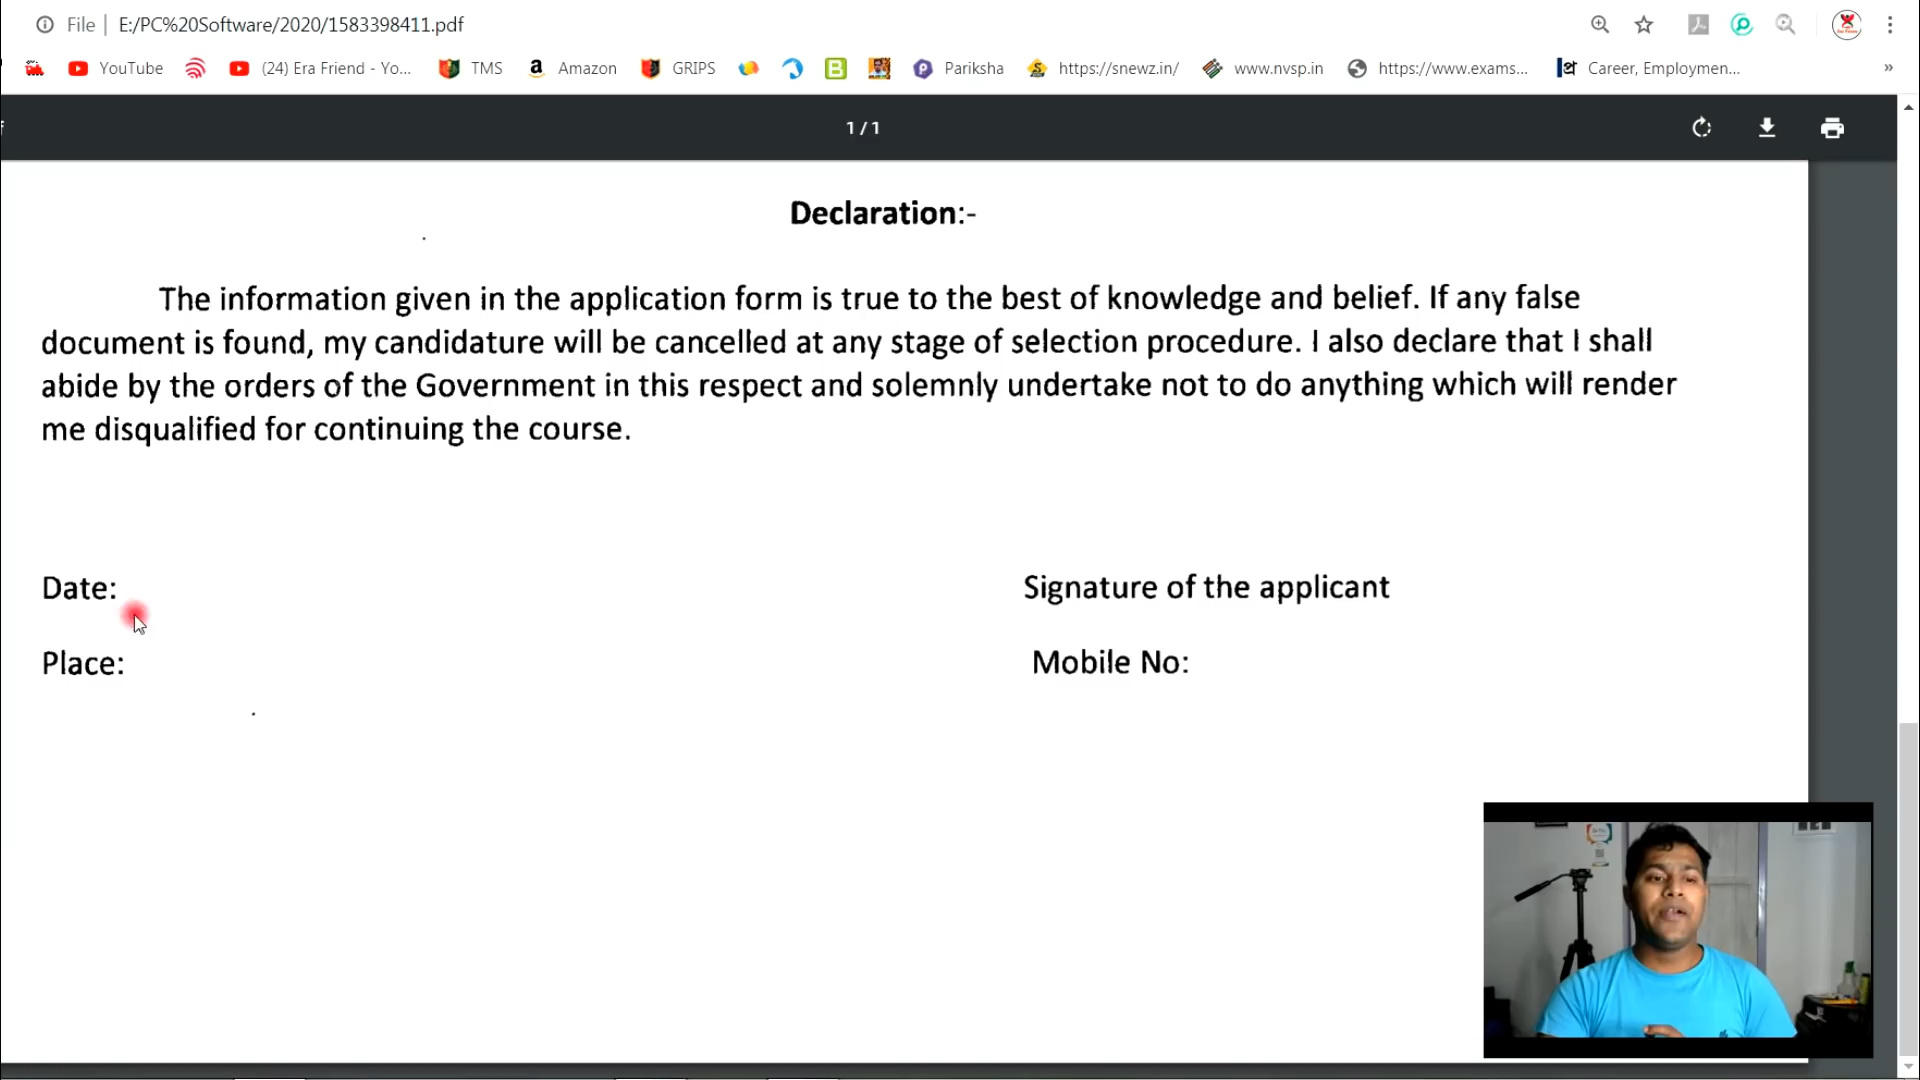 File E:/PC%20Software/2020/1583398411.pdf
YouTube (24) Era Friend - Yo... TMS Amazon GRIPS Pariksha https://snewz.in/ www.nvsp.in https://www.exams... Career, Employmen... »
1 / 1
Declaration:-
The information given in the application form is true to the best of knowledge and belief. If any false
document is found, my candidature will be cancelled at any stage of selection procedure. I also declare that I shall
abide by the orders of the Government in this respect and solemnly undertake not to do anything which will render
me disqualified for continuing the course.
Date: Signature of the applicant
Place: Mobile No: